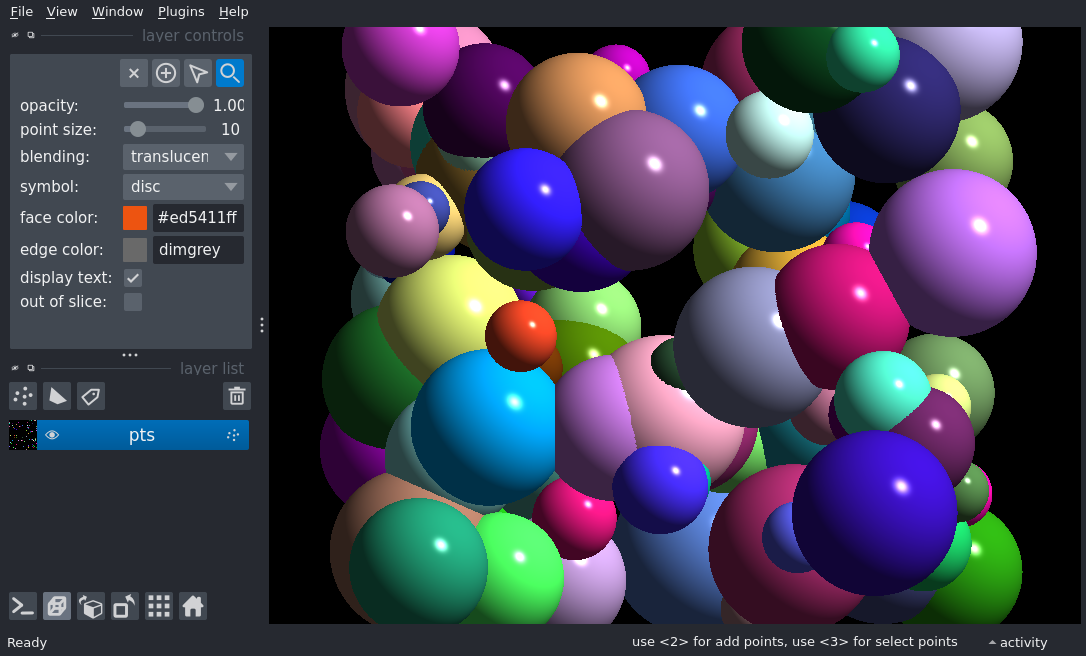 File View Window Plugins Help
layer controls
opacity: 1.00
point size: 10
blending: translucen
symbol: disc
face color: #ed5411ff
edge color: dimgrey
display text:
out of slice:
layer list
pts
Ready
use <2> for add points, use <3> for select points
activity